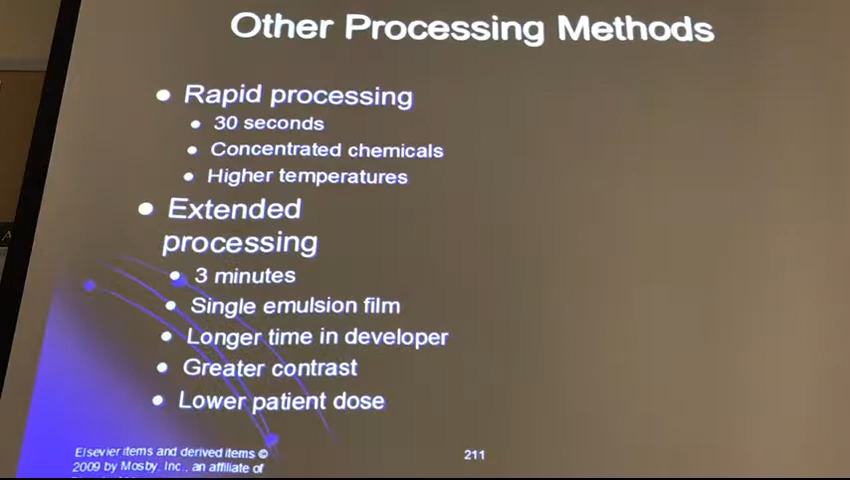 Other Processing Methods
Rapid processing
30 seconds
Concentrated chemicals
Higher temperatures
Extended
processing
3 minutes
Single emulsion film
Longer time in developer
Greater contrast
Lower patient dose
Elsevier items and derived items ©
2009 by Mosby, Inc., an affiliate of
211